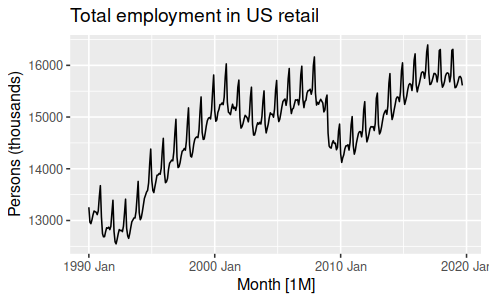 Total employment in US retail
Persons (thousands)
16000
15000
14000
13000
1990 Jan
2000 Jan
2010 Jan
2020 Jan
Month [1M]